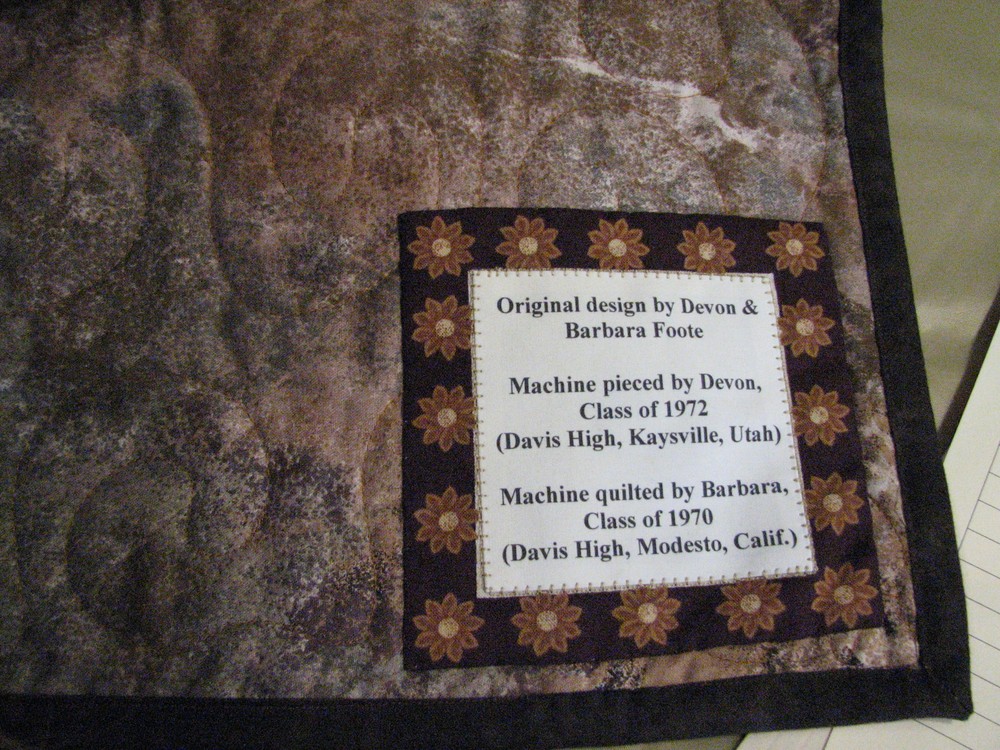 Original design by Devon &
Barbara Foote
Machine pieced by Devon,
Class of 1972
(Davis High, Kaysville, Utah)
Machine quilted by Barbara,
Class of 1970
(Davis High, Modesto, Calif.)